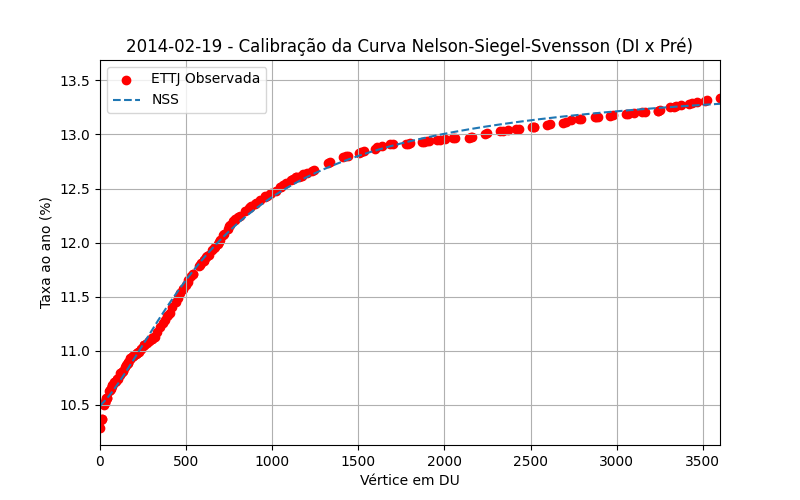 2014-02-19 - Calibração da Curva Nelson-Siegel-Svensson (DI x Pré)
ETTJ Observada
NSS
Taxa ao ano (%)
13.5
13.0
12.5
12.0
11.5
11.0
10.5
0 500 1000 1500 2000 2500 3000 3500
Vértice em DU